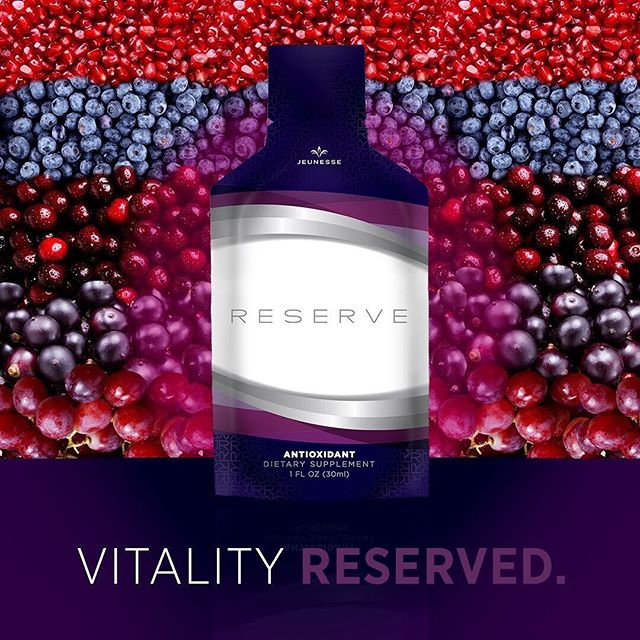 JEUNESSE
RESERVE
ANTIOXIDANT
DIETARY SUPPLEMENT
1 FL OZ (30ml)
VITALITY RESERVED.